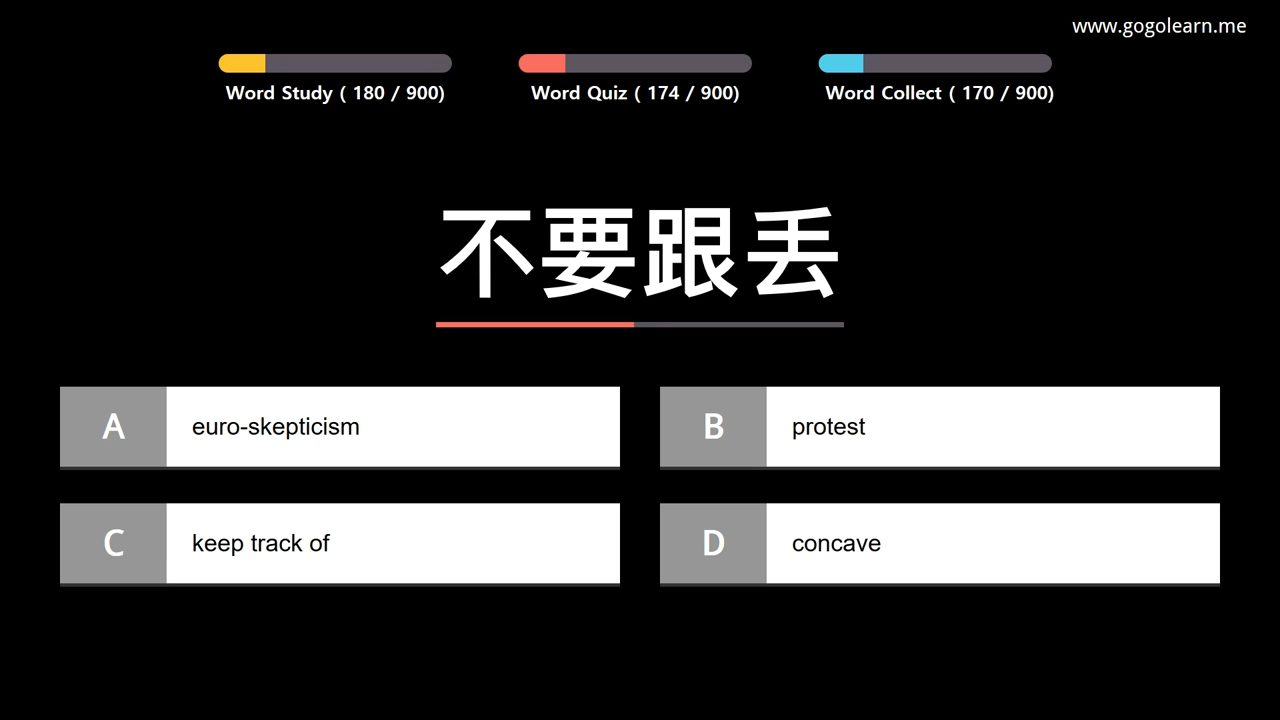 www.gogolearn.me
Word Study ( 180 / 900)
Word Quiz ( 174 / 900)
Word Collect ( 170 / 900)
不要跟丢
A
euro-skepticism
B
protest
C
keep track of
D
concave